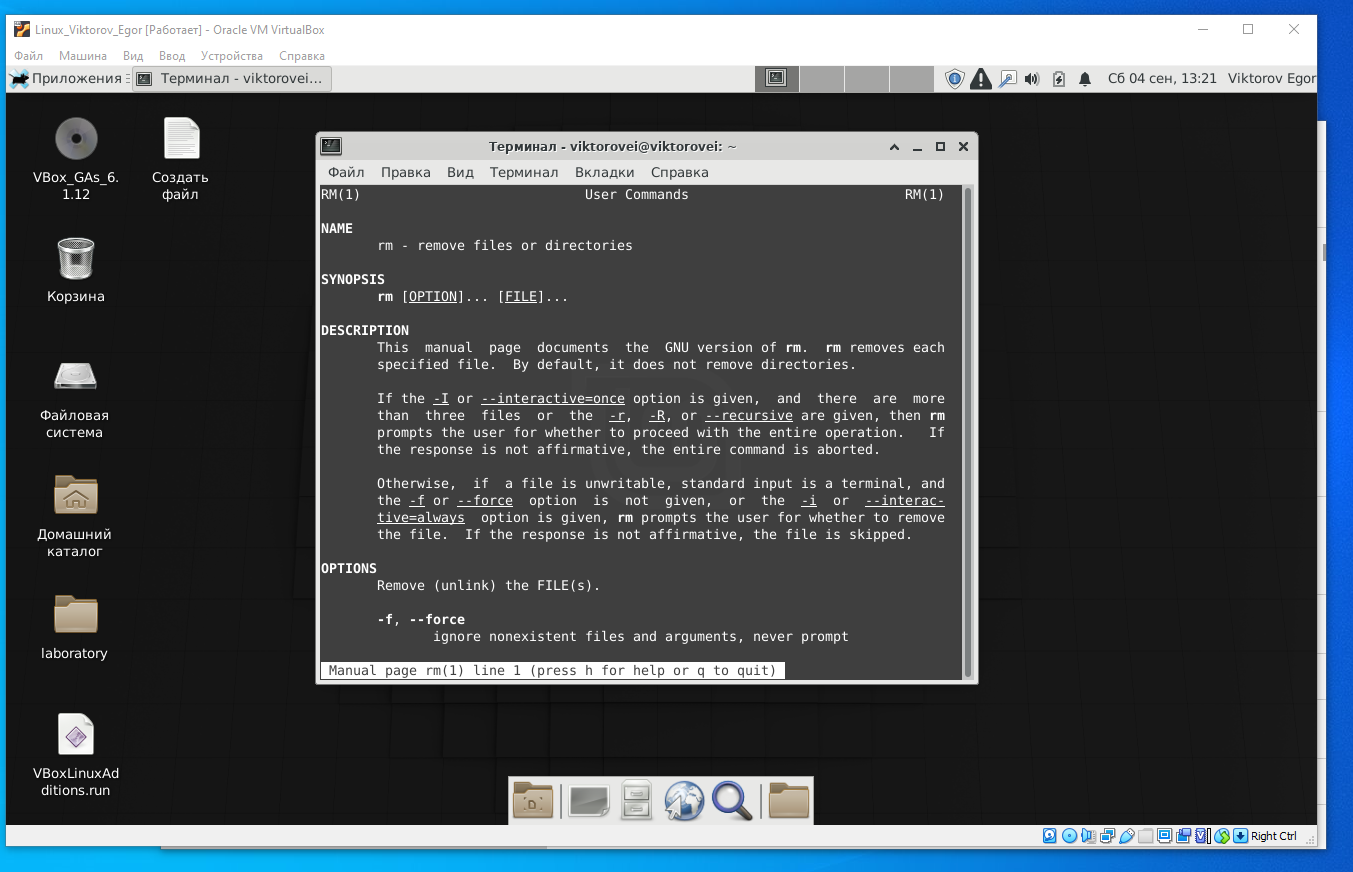 Linux_Viktorov_Egor [Работает] - Oracle VM VirtualBox
Файл Машина Вид Ввод Устройства Справка
Приложения Терминал - viktorovei... Сб 04 сен, 13:21 Viktorov Egor
VBox_GAs_6.
1.12
Создать
файл
Корзина
Файловая
система
Домашний
каталог
laboratory
VBoxLinuxAd
ditions.run
Терминал - viktorovei@viktorovei: ~
Файл Правка Вид Терминал Вкладки Справка
RM(1) User Commands RM(1)
NAME
rm - remove files or directories
SYNOPSIS
rm [OPTION]... [FILE]...
DESCRIPTION
This manual page documents the GNU version of rm. rm removes each
specified file. By default, it does not remove directories.
If the -I or --interactive=once option is given, and there are more
than three files or the -r, -R, or --recursive are given, then rm
prompts the user for whether to proceed with the entire operation. If
the response is not affirmative, the entire command is aborted.
Otherwise, if a file is unwritable, standard input is a terminal, and
the -f or --force option is not given, or the -i or --interac-
tive=always option is given, rm prompts the user for whether to remove
the file. If the response is not affirmative, the file is skipped.
OPTIONS
Remove (unlink) the FILE(s).
-f, --force
ignore nonexistent files and arguments, never prompt
Manual page rm(1) line 1 (press h for help or q to quit)
Right Ctrl